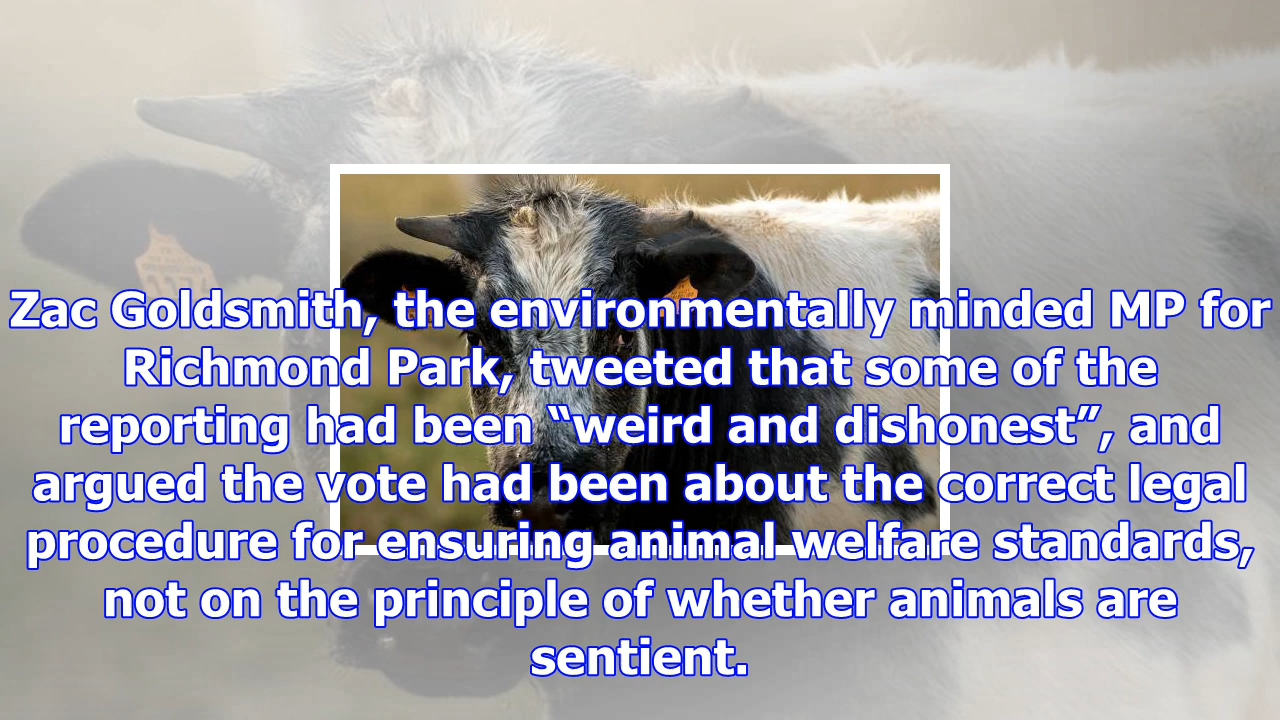 Zac Goldsmith, the environmentally minded MP for
Richmond Park, tweeted that some of the
reporting had been “weird and dishonest”, and
argued the vote had been about the correct legal
procedure for ensuring animal welfare standards,
not on the principle of whether animals are
sentient.